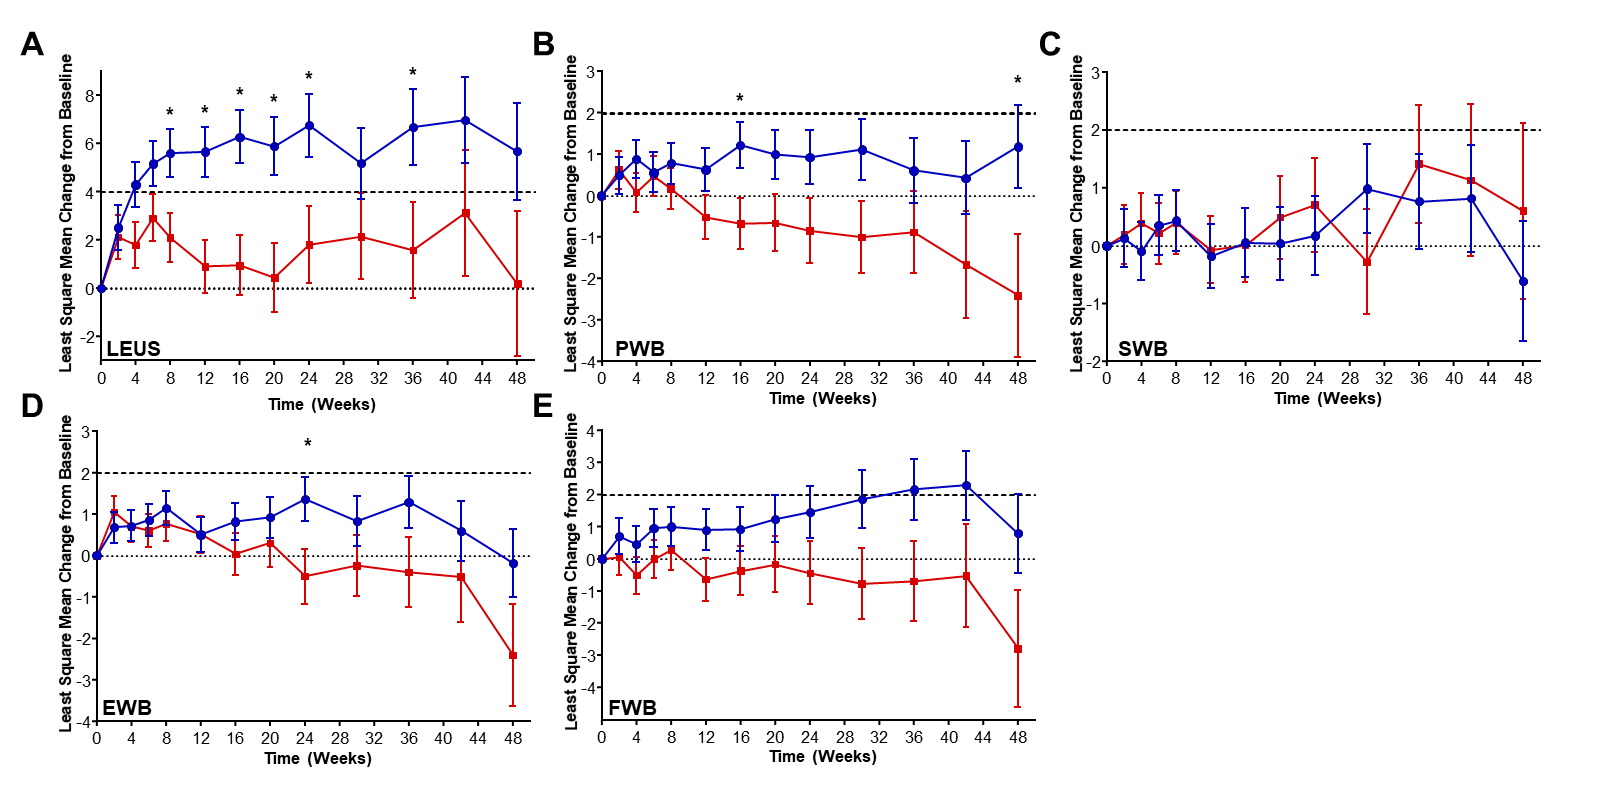 A
Least Square Mean Change from Baseline
8
6
4
2
0
-2
* * * * * *
LEUS
0 4 8 12 16 20 24 28 32 36 40 44 48
Time (Weeks)
B
Least Square Mean Change from Baseline
3
2
1
0
-1
-2
-3
-4
* *
PWB
0 4 8 12 16 20 24 28 32 36 40 44 48
Time (Weeks)
C
Least Square Mean Change from Baseline
3
2
1
0
-1
-2
SWB
0 4 8 12 16 20 24 28 32 36 40 44 48
Time (Weeks)
D
Least Square Mean Change from Baseline
3
2
1
0
-1
-2
-3
-4
*
EWB
0 4 8 12 16 20 24 28 32 36 40 44 48
Time (Weeks)
E
Least Square Mean Change from Baseline
4
3
2
1
0
-1
-2
-3
-4
FWB
0 4 8 12 16 20 24 28 32 36 40 44 48
Time (Weeks)